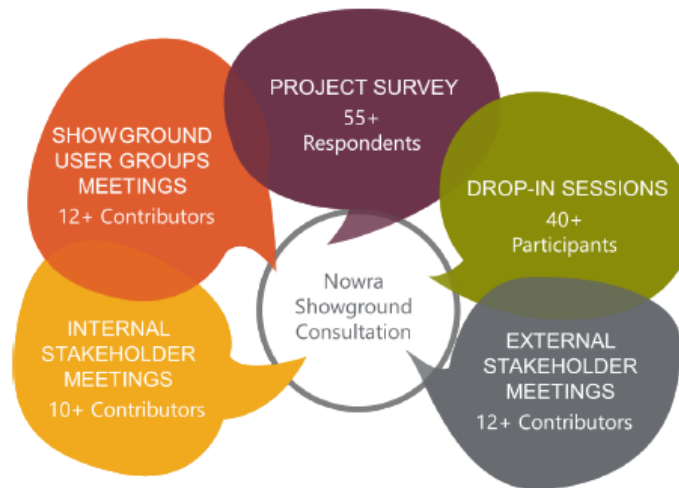 PROJECT SURVEY
55+
Respondents
SHOWGROUND
USER GROUPS
MEETINGS
12+ Contributors
DROP-IN SESSIONS
40+
Participants
Nowra
Showground
Consultation
INTERNAL
STAKEHOLDER
MEETINGS
10+ Contributors
EXTERNAL
STAKEHOLDER
MEETINGS
12+ Contributors